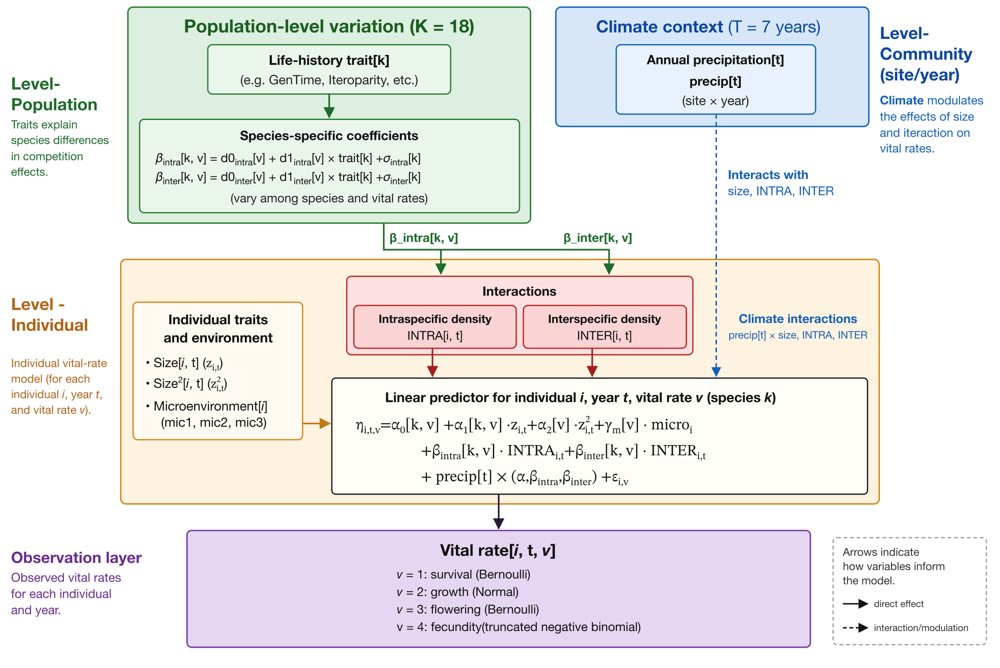 Population-level variation (K = 18)
Life-history trait[k]
(e.g. GenTime, Iteroparity, etc.)
Species-specific coefficients
βintra[k, v] = d0intra[v] + d1intra[v] × trait[k] +σintra[k]
βinter[k, v] = d0inter[v] + d1inter[v] × trait[k] +σinter[k]
(vary among species and vital rates)
Level-
Population
Traits explain
species differences
in competition
effects.
Climate context (T = 7 years)
Annual precipitation[t]
precip[t]
(site × year)
Level-
Community
(site/year)
Climate modulates
the effects of size
and iteraction on
vital rates.
Interacts with
size, INTRA, INTER
β_intra[k, v]
β_inter[k, v]
Level -
Individual
Individual vital-rate
model (for each
individual i, year t,
and vital rate v).
Individual traits
and environment
• Size[i, t] (zi,t)
• Size²[i, t] (z²i,t)
• Microenvironment[i]
(mic1, mic2, mic3)
Interactions
Intraspecific density
INTRA[i, t]
Interspecific density
INTER[i, t]
Climate interactions
precip[t] × size, INTRA, INTER
Linear predictor for individual i, year t, vital rate v (species k)
ηi,t,v=α0[k, v] +α1[k, v] ·zi,t+α2[v] ·z²i,t+γm[v] · microi
+βintra[k, v] · INTRAi,t+βinter[k, v] · INTERi,t
+ precip[t] × (α,βintra,βinter) +εi,v
Observation layer
Observed vital rates
for each individual
and year.
Vital rate[i, t, v]
v = 1: survival (Bernoulli)
v = 2: growth (Normal)
v = 3: flowering (Bernoulli)
v = 4: fecundity(truncated negative binomial)
Arrows indicate
how variables inform
the model.
direct effect
interaction/modulation